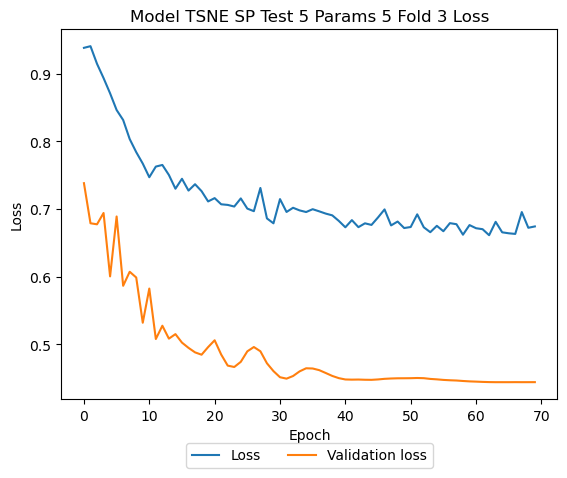 Model TSNE SP Test 5 Params 5 Fold 3 Loss
0.9
0.8
0.7
0.6
0.5
Loss
0 10 20 30 40 50 60 70
Epoch
Loss Validation loss